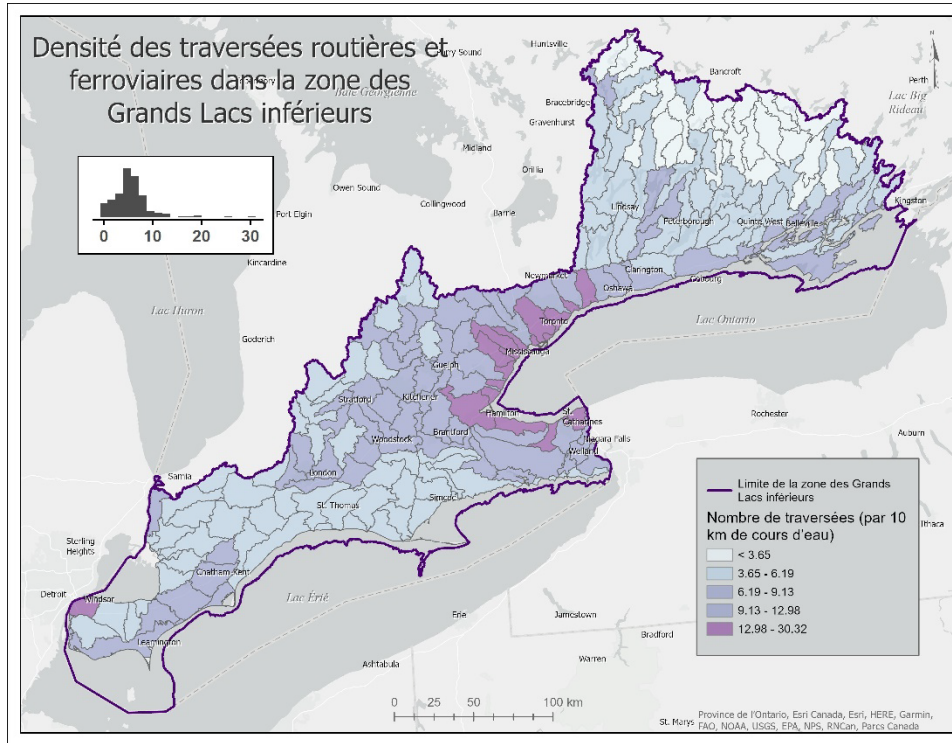 Densité des traversées routières et
ferroviaires dans la zone des
Grands Lacs inférieurs
0 10 20 30
Parry Sound
Huntsville
Baie Georgienne
Bracebridge
Gravenhurst
Bancroft
Perth
Lac Big
Rideau
Midland
Orillia
Owen Sound
Collingwood
Barrie
Port Elgin
Kincardine
Lindsay
Peterborough
Quinte West
Belleville
Kingston
Newmarket
Clarington
Oshawa
Cobourg
Lac Huron
Goderich
Toronto
Lac Ontario
Mississauga
Guelph
Stratford
Kitchener
Hamilton
St.
Catharines
Rochester
Woodstock
Brantford
Niagara Falls
Auburn
Welland
London
Sarnia
St. Thomas
Simcoe
Ithaca
Sterling
Heights
Chatham-Kent
Detroit
Windsor
Lac Érié
Erie
Jamestown
Leamington
Bradford
Ashtabula
Warren
St. Marys
Limite de la zone des Grands
Lacs inférieurs
Nombre de traversées (par 10
km de cours d'eau)
< 3.65
3.65 - 6.19
6.19 - 9.13
9.13 - 12.98
12.98 - 30.32
0 50 100 km
Province de l'Ontario, Esri Canada, Esri, HERE, Garmin,
FAO, NOAA, USGS, EPA, NPS, RNCan, Parcs Canada